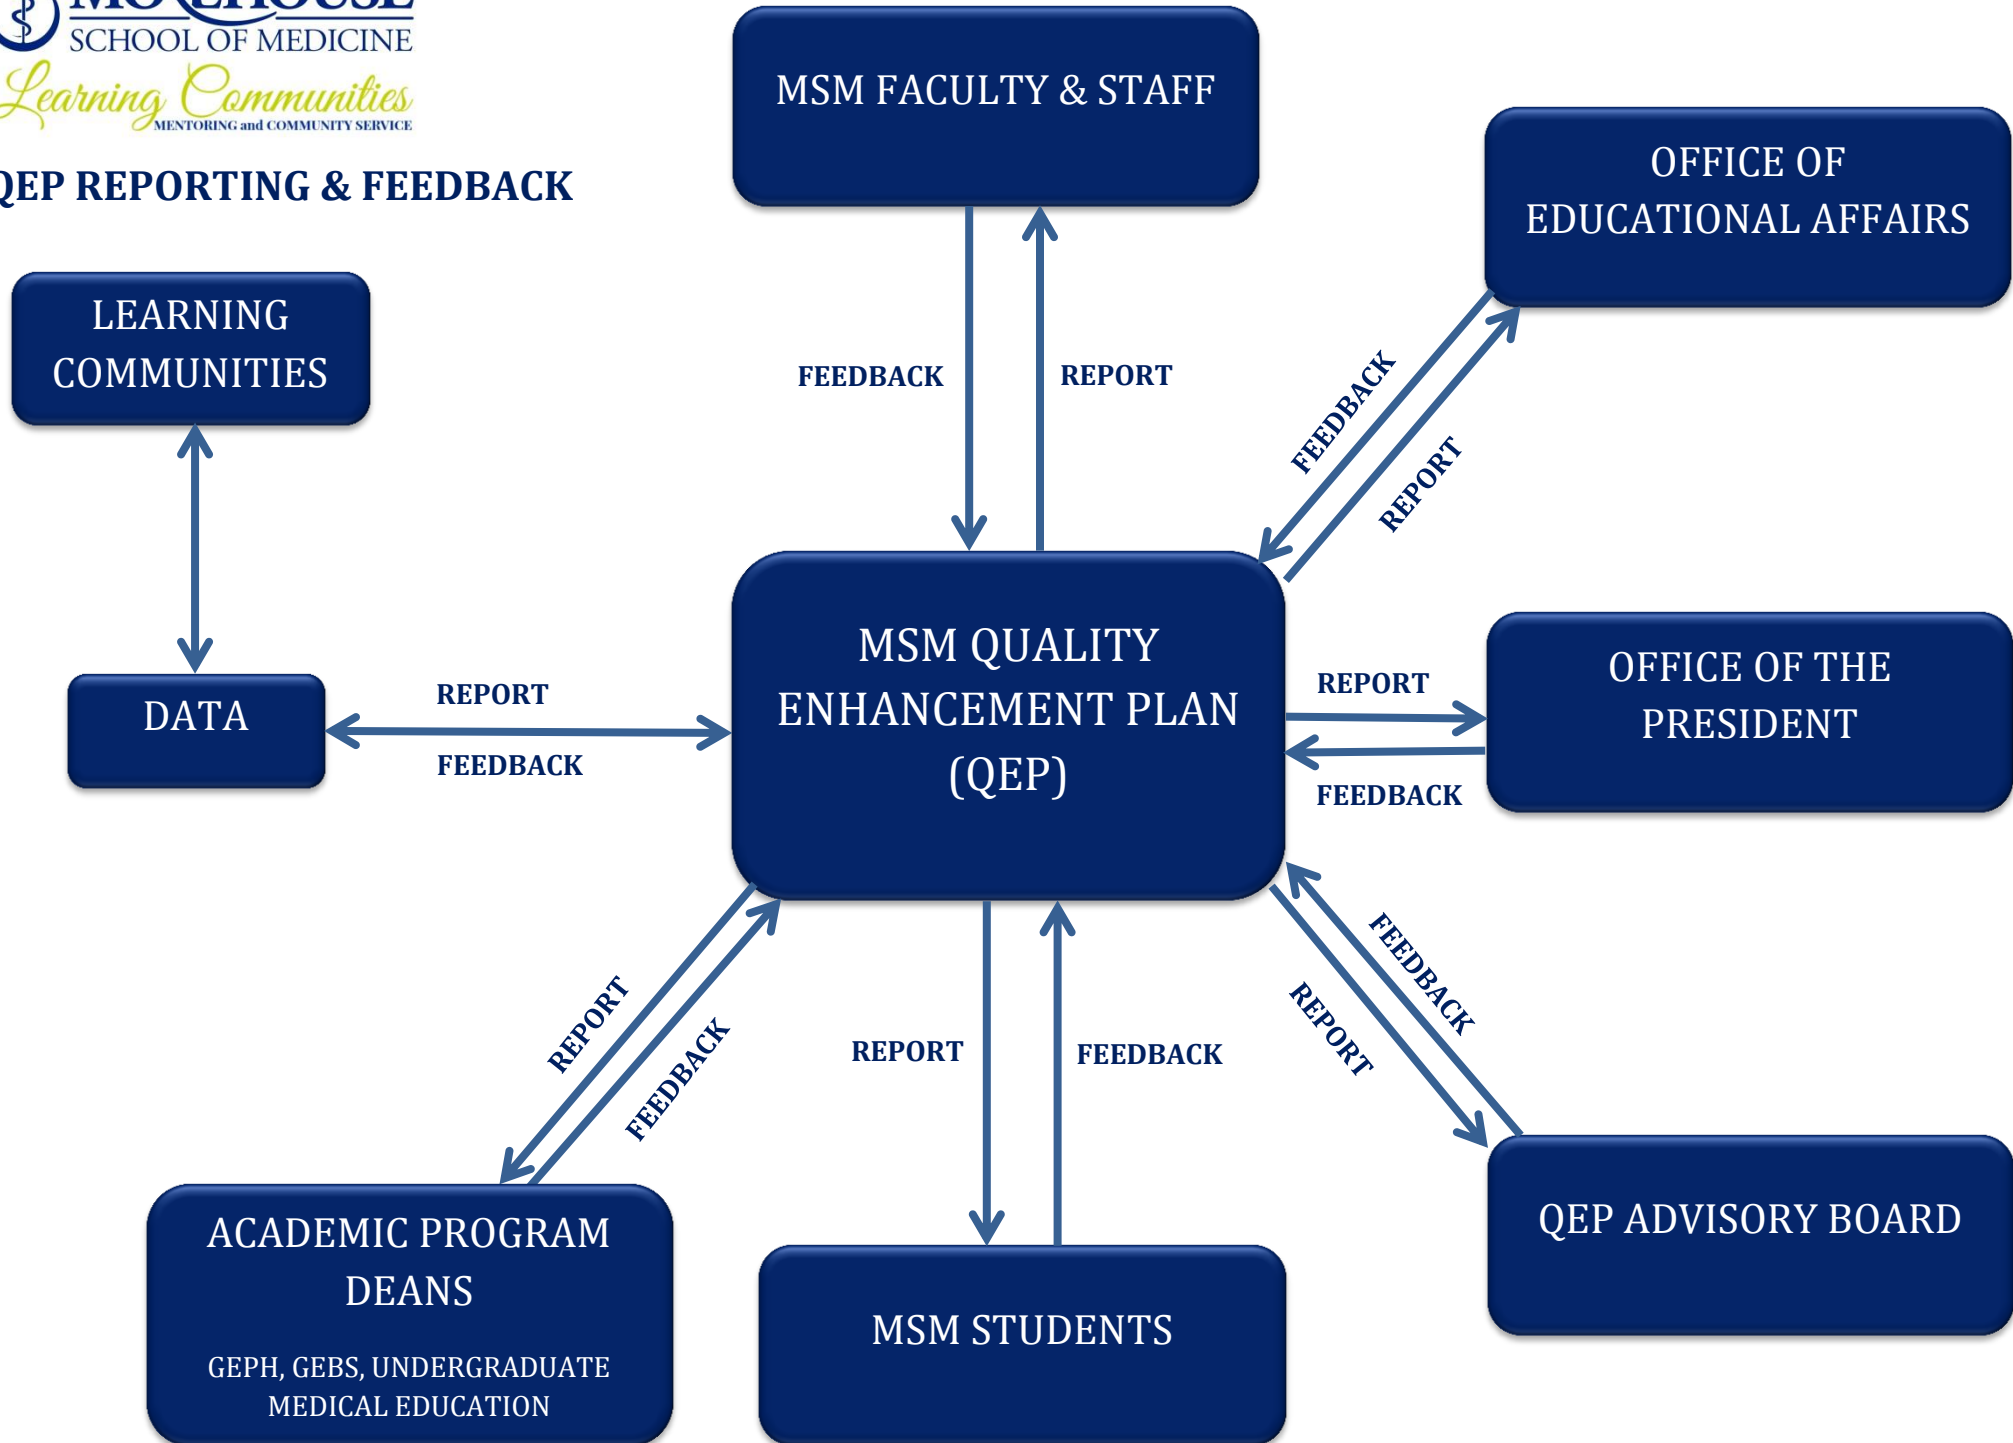 MOREHOUSE
SCHOOL OF MEDICINE
Learning Communities
MENTORING and COMMUNITY SERVICE
QEP REPORTING & FEEDBACK
MSM FACULTY & STAFF
OFFICE OF
EDUCATIONAL AFFAIRS
LEARNING
COMMUNITIES
FEEDBACK
REPORT
FEEDBACK
REPORT
MSM QUALITY
ENHANCEMENT PLAN
(QEP)
OFFICE OF THE
PRESIDENT
DATA
REPORT
FEEDBACK
REPORT
FEEDBACK
REPORT
FEEDBACK
REPORT
FEEDBACK
FEEDBACK
REPORT
ACADEMIC PROGRAM
DEANS
GEPH, GEBS, UNDERGRADUATE
MEDICAL EDUCATION
MSM STUDENTS
QEP ADVISORY BOARD